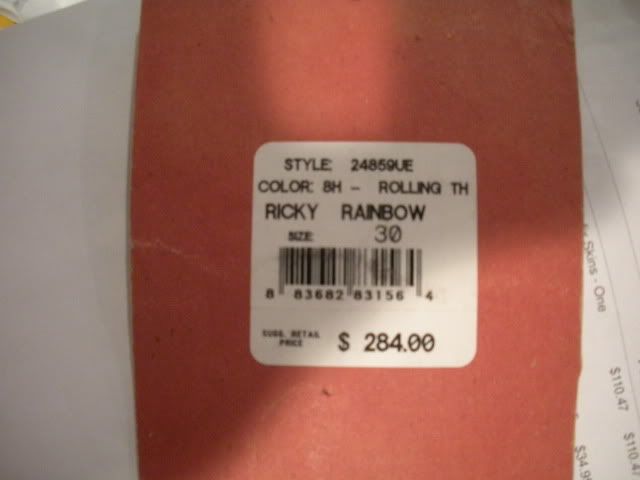 STYLE: 24859UE
COLOR: 8H - ROLLING TH
RICKY RAINBOW
SIZE: 30
8 83682 83156 4
SUGG. RETAIL
PRICE $ 284.00
Skins - One
$110.47
$110.4
$34.9